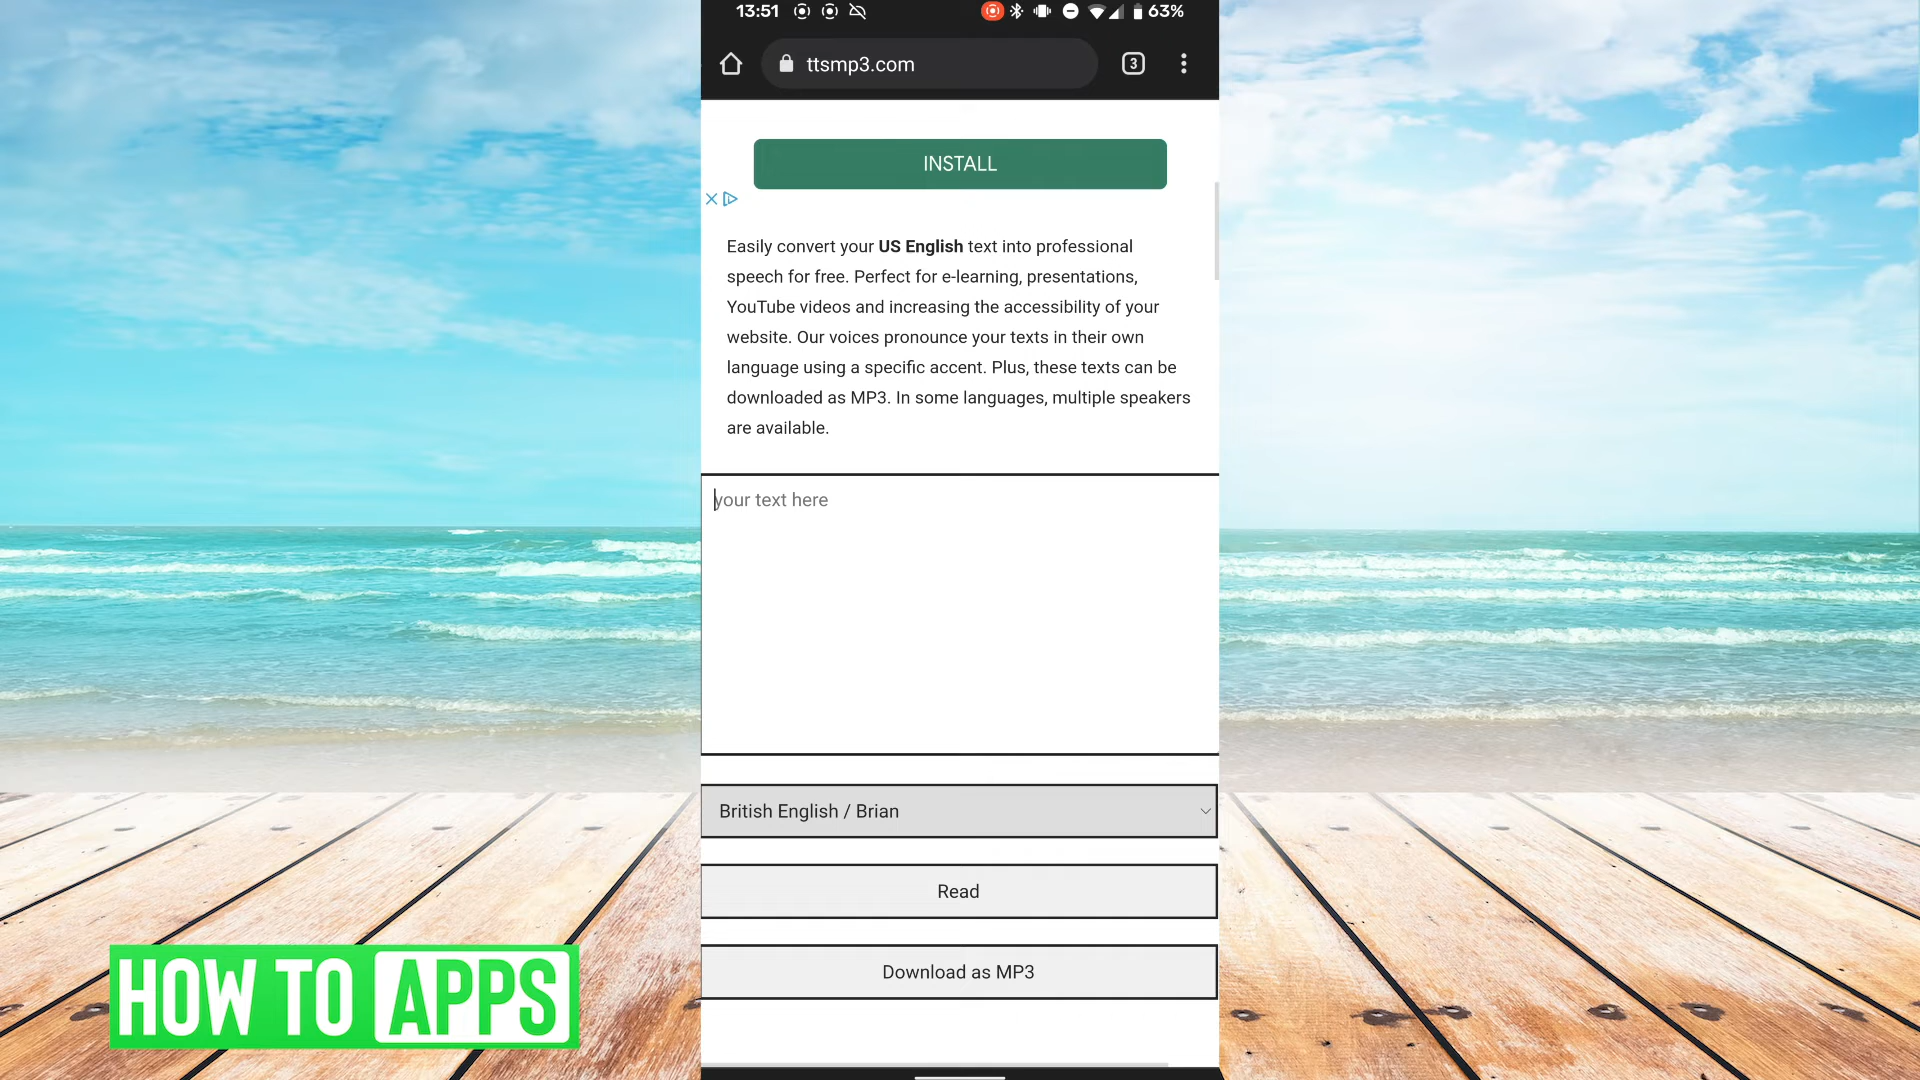 13:51
63%
ttsmp3.com
3
INSTALL
Easily convert your US English text into professional
speech for free. Perfect for e-learning, presentations,
YouTube videos and increasing the accessibility of your
website. Our voices pronounce your texts in their own
language using a specific accent. Plus, these texts can be
downloaded as MP3. In some languages, multiple speakers
are available.
your text here
British English / Brian
Read
Download as MP3
HOW TO APPS